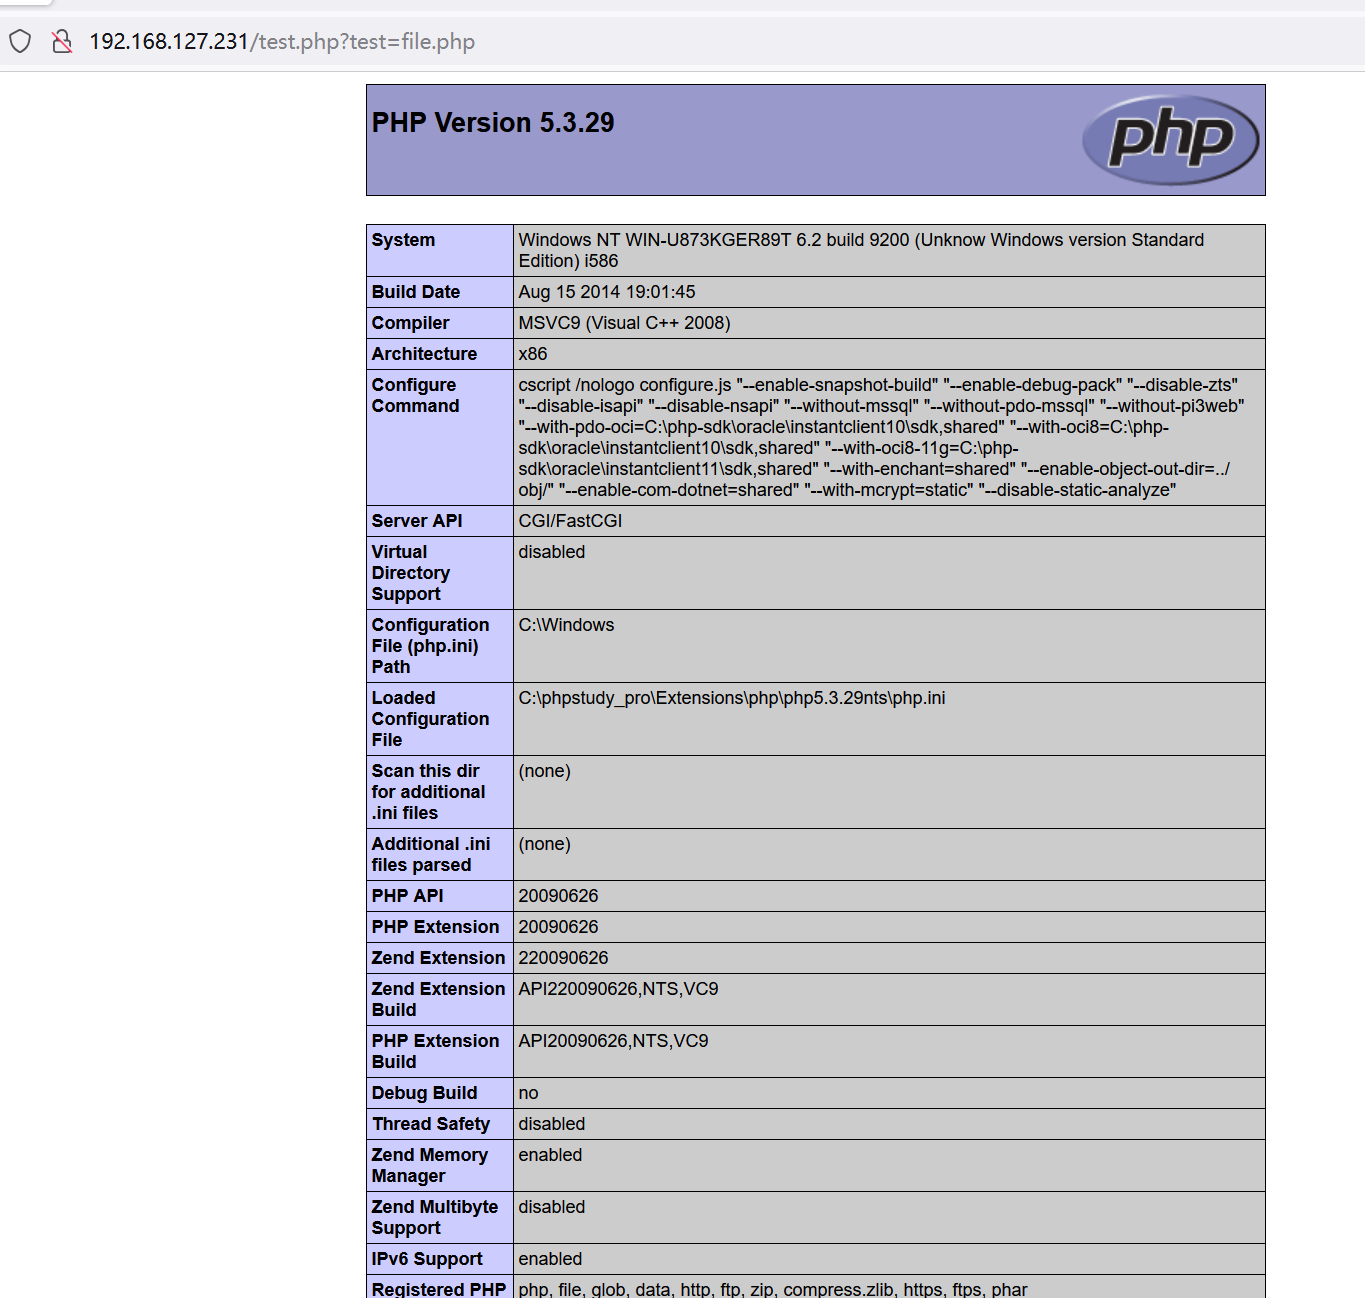 192.168.127.231/test.php?test=file.php
PHP Version 5.3.29
php
System
Windows NT WIN-U873KGER89T 6.2 build 9200 (Unknow Windows version Standard
Edition) i586
Build Date
Aug 15 2014 19:01:45
Compiler
MSVC9 (Visual C++ 2008)
Architecture
x86
Configure
Command
cscript /nologo configure.js "--enable-snapshot-build" "--enable-debug-pack" "--disable-zts"
"--disable-isapi" "--disable-nsapi" "--without-mssql" "--without-pdo-mssql" "--without-pi3web"
"--with-pdo-oci=C:\php-sdk\oracle\instantclient10\sdk,shared" "--with-oci8=C:\php-
sdk\oracle\instantclient10\sdk,shared" "--with-oci8-11g=C:\php-
sdk\oracle\instantclient11\sdk,shared" "--with-enchant=shared" "--enable-object-out-dir=../
obj/" "--enable-com-dotnet=shared" "--with-mcrypt=static" "--disable-static-analyze"
Server API
CGI/FastCGI
Virtual
Directory
Support
disabled
Configuration
File (php.ini)
Path
C:\Windows
Loaded
Configuration
File
C:\phpstudy_pro\Extensions\php\php5.3.29nts\php.ini
Scan this dir
for additional
.ini files
(none)
Additional .ini
files parsed
(none)
PHP API
20090626
PHP Extension
20090626
Zend Extension
220090626
Zend Extension
Build
API220090626,NTS,VC9
PHP Extension
Build
API20090626,NTS,VC9
Debug Build
no
Thread Safety
disabled
Zend Memory
Manager
enabled
Zend Multibyte
Support
disabled
IPv6 Support
enabled
Registered PHP
php, file, glob, data, http, ftp, zip, compress.zlib, https, ftps, phar